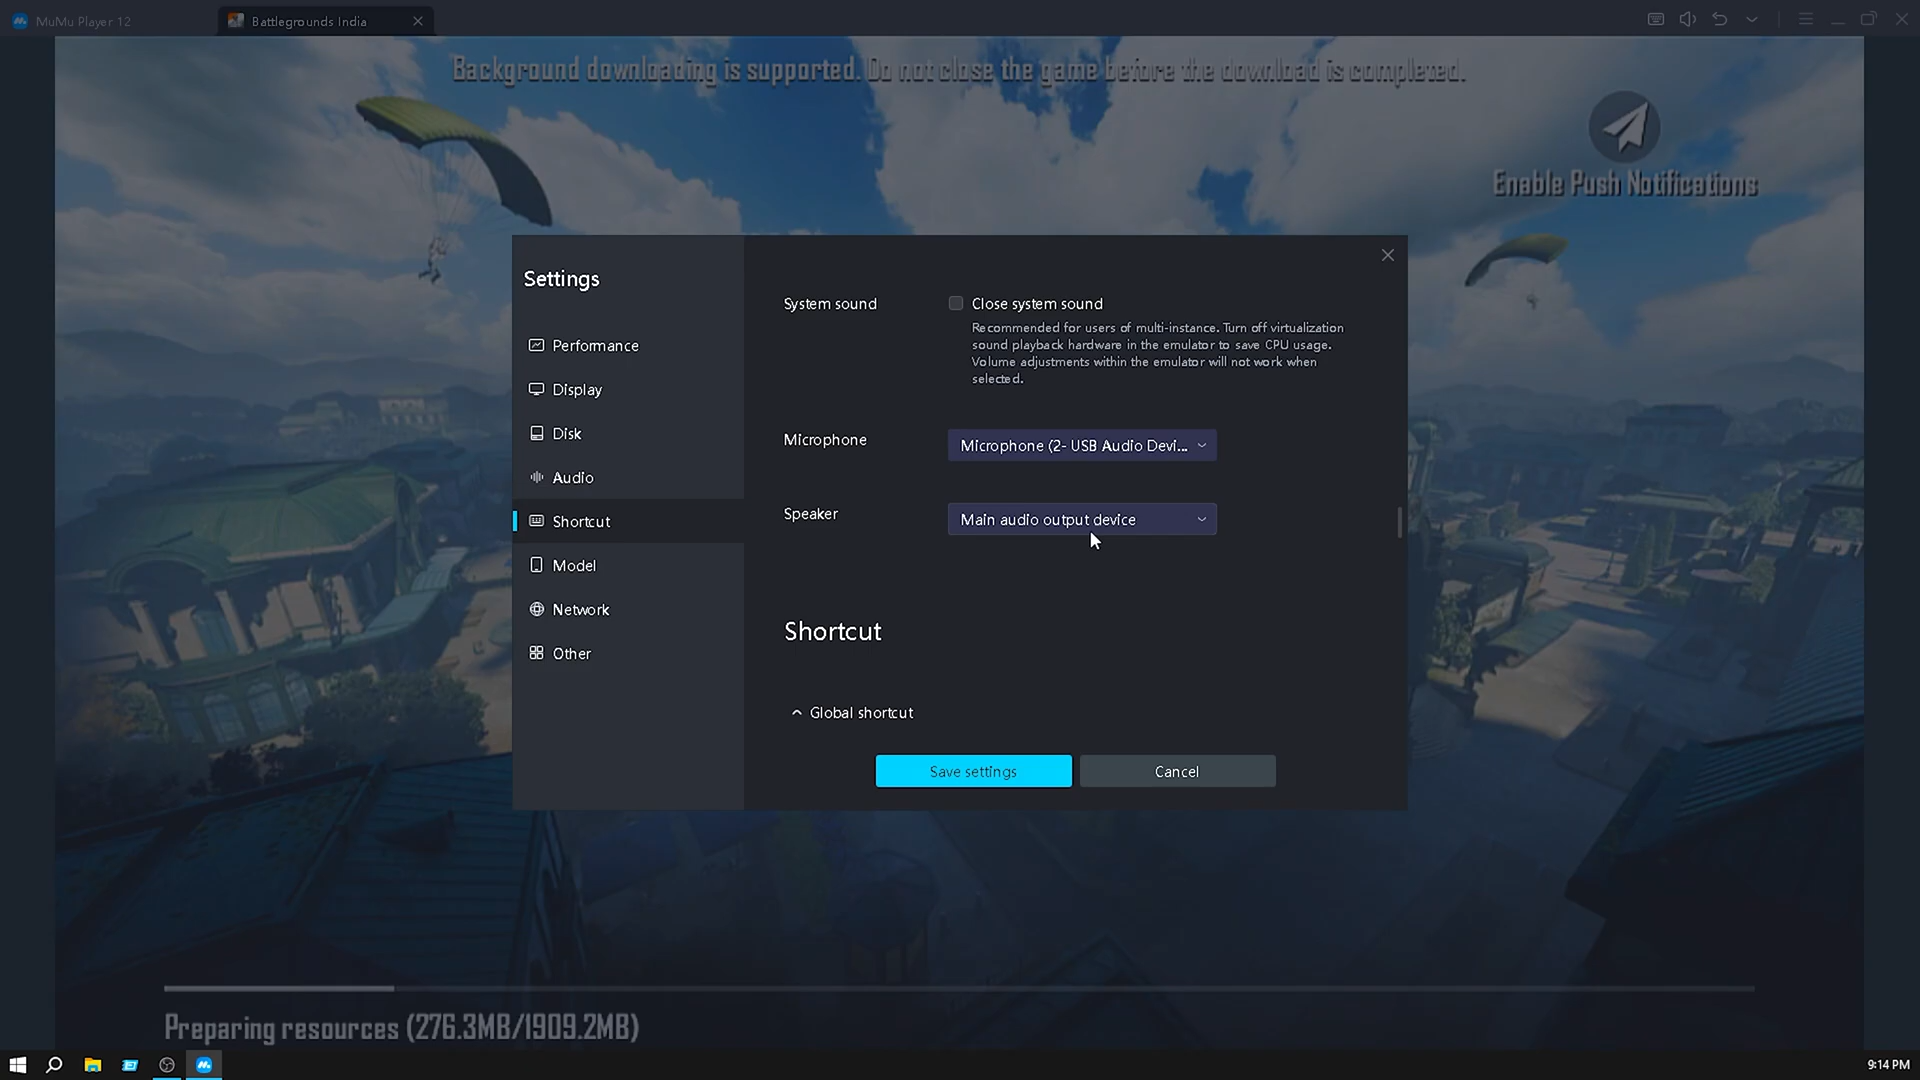 MuMu Player 12
Battlegrounds India
Background downloading is supported. Do not close the game before the download is completed.
Enable Push Notifications
Settings
Performance
Display
Disk
Audio
Shortcut
Model
Network
Other
System sound
Close system sound
Recommended for users of multi-instance. Turn off virtualization
sound playback hardware in the emulator to save CPU usage.
Volume adjustments within the emulator will not work when
selected.
Microphone
Microphone (2- USB Audio Devi...
Speaker
Main audio output device
Shortcut
Global shortcut
Save settings
Cancel
Preparing resources (276.3MB/1909.2MB)
9:14 PM